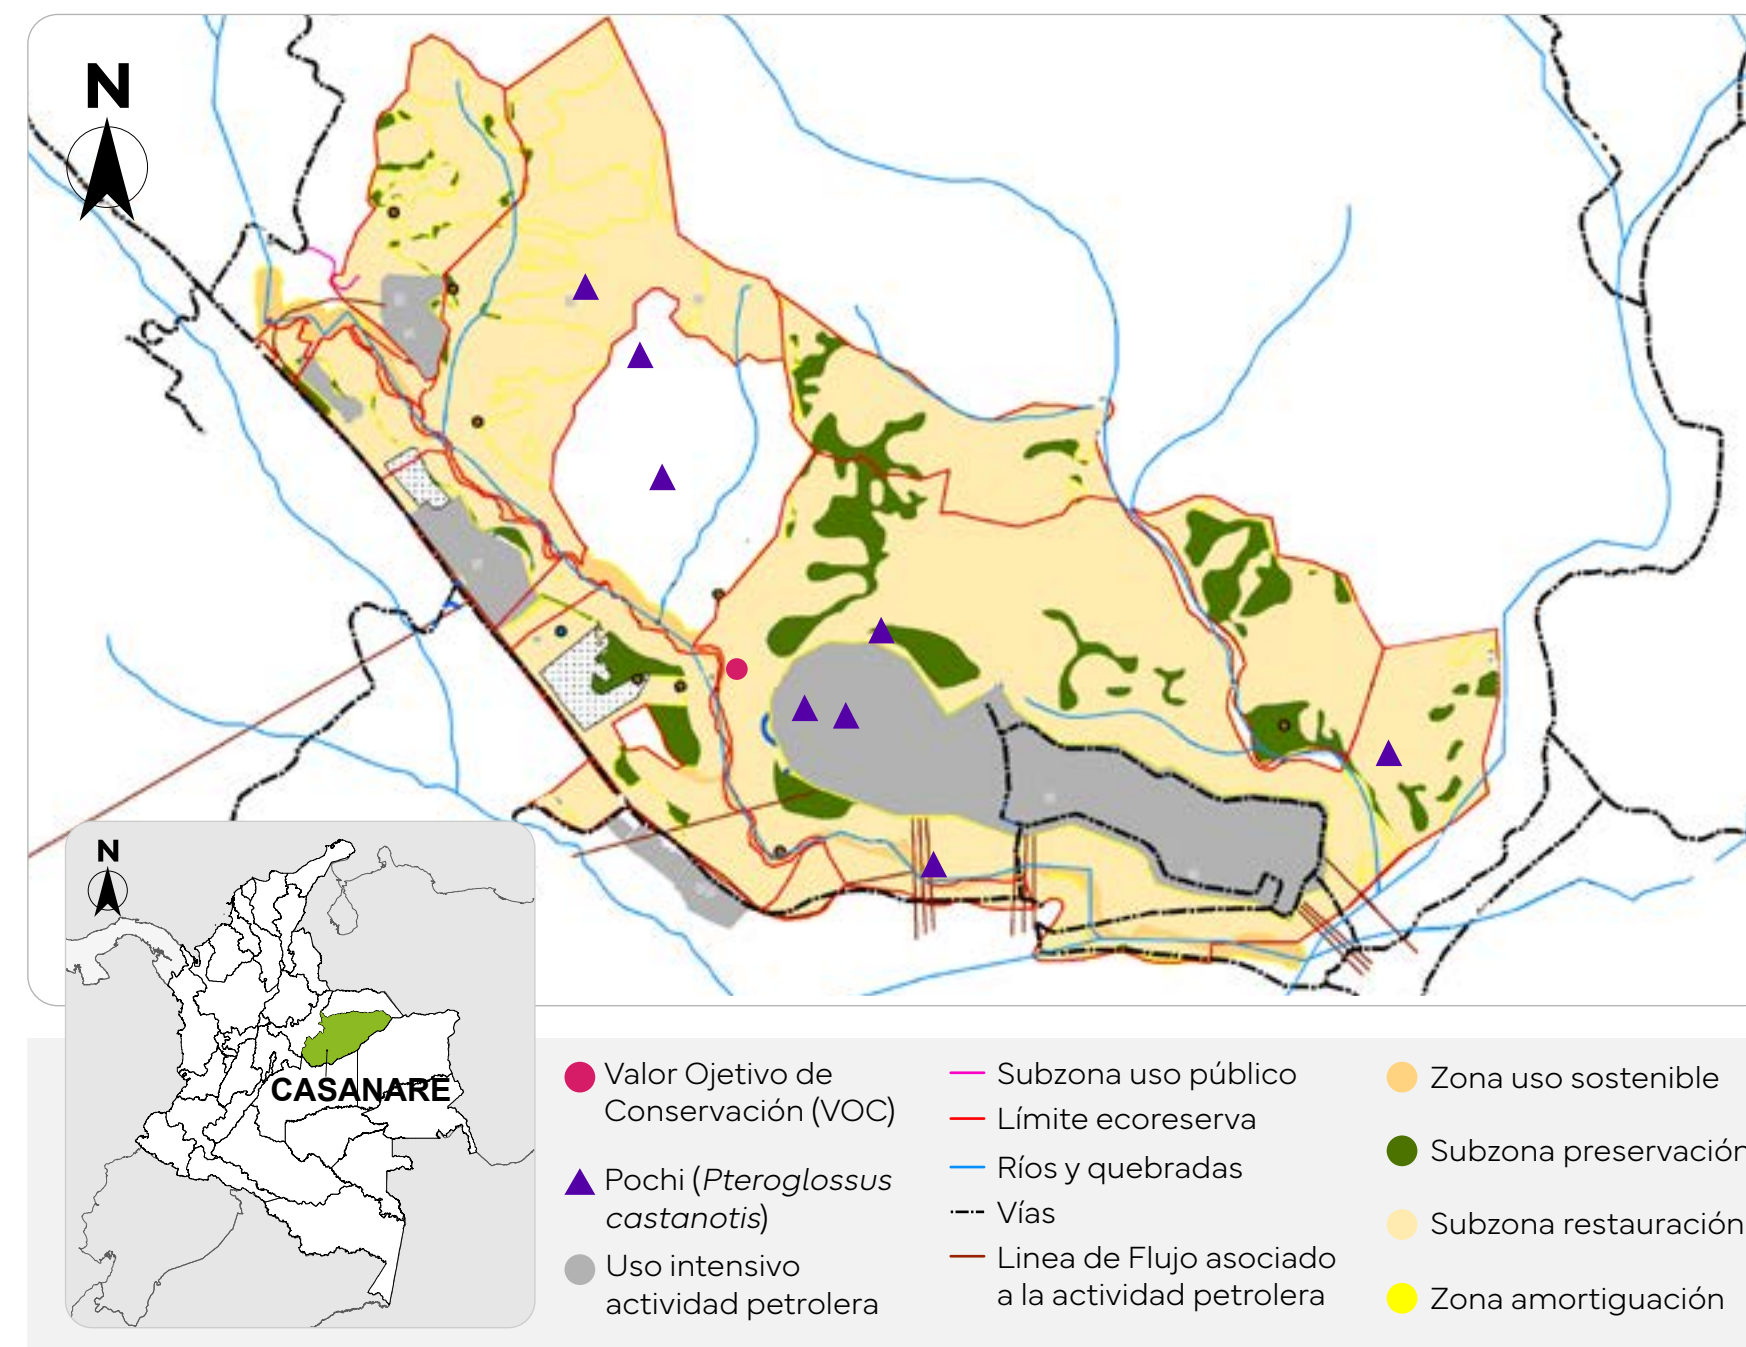 N
N
CASANARE
Valor Ojetivo de
Conservación (VOC)
Pochi (Pteroglossus
castanotis)
Uso intensivo
actividad petrolera
Subzona uso público
Límite ecoreserva
Ríos y quebradas
Vías
Linea de Flujo asociado
a la actividad petrolera
Zona uso sostenible
Subzona preservación
Subzona restauración
Zona amortiguación